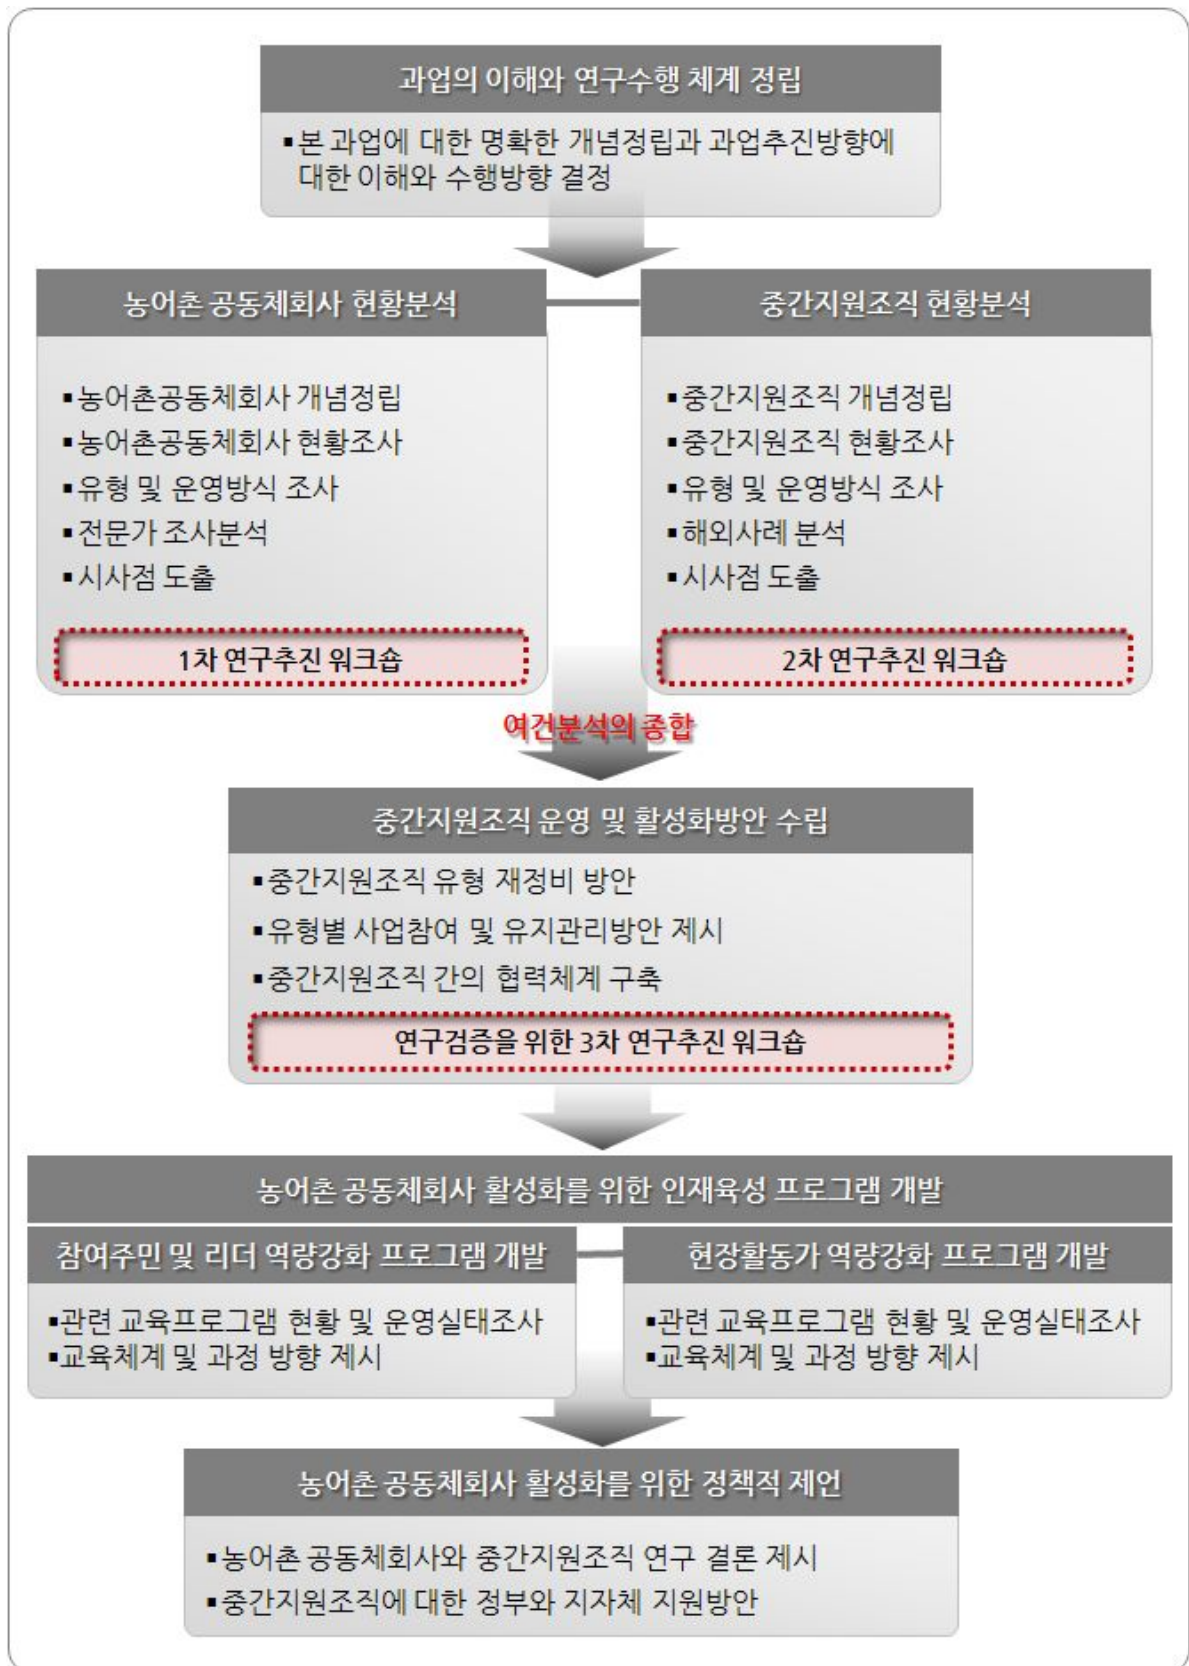 과업의 이해와 연구수행 체계 정립
▪본 과업에 대한 명확한 개념정립과 과업추진방향에
대한 이해와 수행방향 결정
농어촌 공동체회사 현황분석
▪농어촌공동체회사 개념정립
▪농어촌공동체회사 현황조사
▪유형 및 운영방식 조사
▪전문가 조사분석
▪시사점 도출
1차 연구추진 워크숍
중간지원조직 현황분석
▪중간지원조직 개념정립
▪중간지원조직 현황조사
▪유형 및 운영방식 조사
▪해외사례 분석
▪시사점 도출
2차 연구추진 워크숍
여건분석의 종합
중간지원조직 운영 및 활성화방안 수립
▪중간지원조직 유형 재정비 방안
▪유형별 사업참여 및 유지관리방안 제시
▪중간지원조직 간의 협력체계 구축
연구검증을 위한 3차 연구추진 워크숍
농어촌 공동체회사 활성화를 위한 인재육성 프로그램 개발
참여주민 및 리더 역량강화 프로그램 개발
▪관련 교육프로그램 현황 및 운영실태조사
▪교육체계 및 과정 방향 제시
현장활동가 역량강화 프로그램 개발
▪관련 교육프로그램 현황 및 운영실태조사
▪교육체계 및 과정 방향 제시
농어촌 공동체회사 활성화를 위한 정책적 제언
▪농어촌 공동체회사와 중간지원조직 연구 결론 제시
▪중간지원조직에 대한 정부와 지자체 지원방안